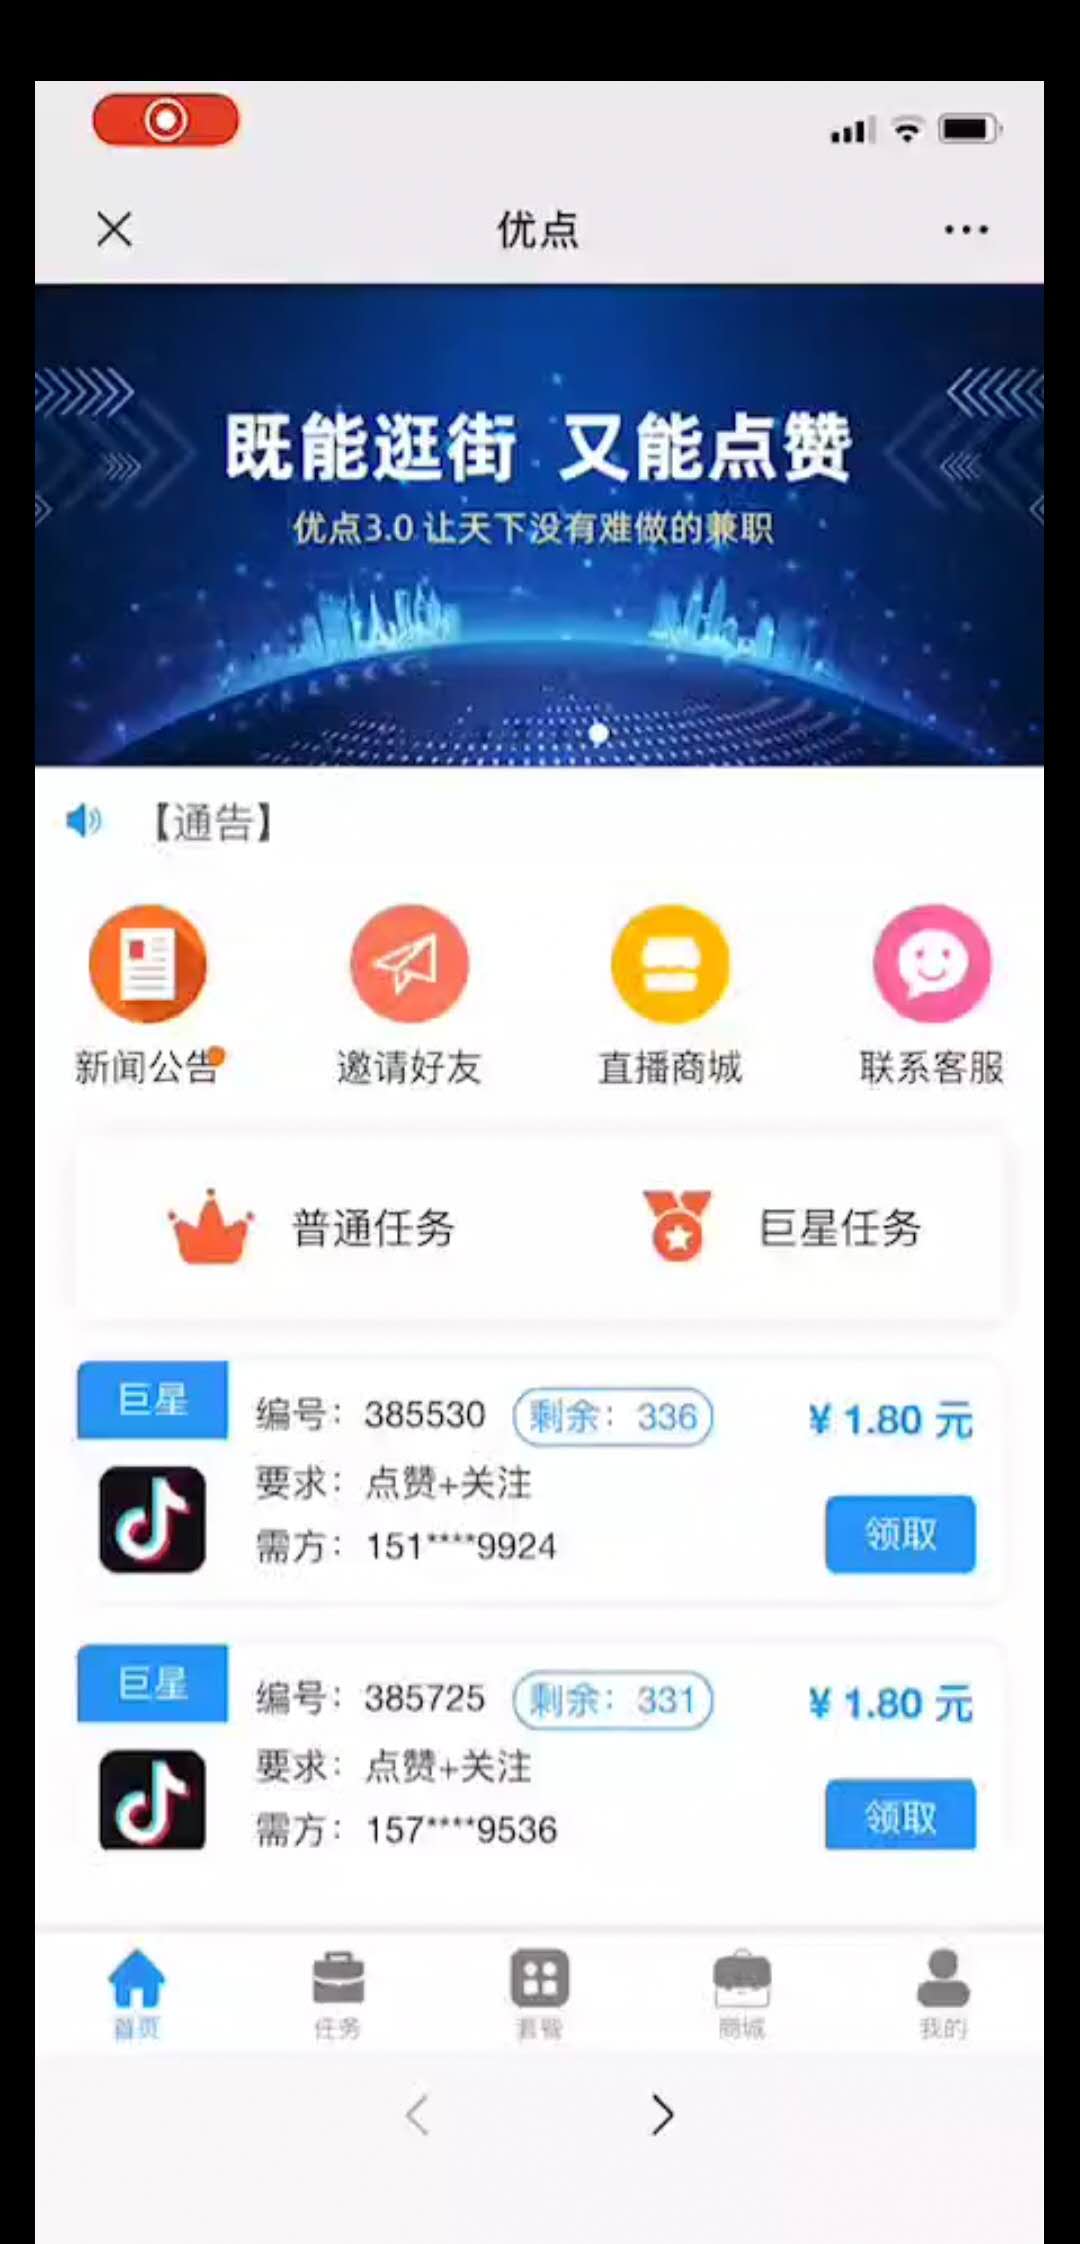 优点
既能逛街 又能点赞
优点3.0 让天下没有难做的兼职
【通告】
新闻公告
邀请好友
直播商城
联系客服
普通任务
巨星任务
巨星
编号：385530
剩余：336
¥ 1.80 元
要求：点赞+关注
需方：151****9924
领取
巨星
编号：385725
剩余：331
¥ 1.80 元
要求：点赞+关注
需方：157****9536
领取
首页
任务
套餐
商城
我的